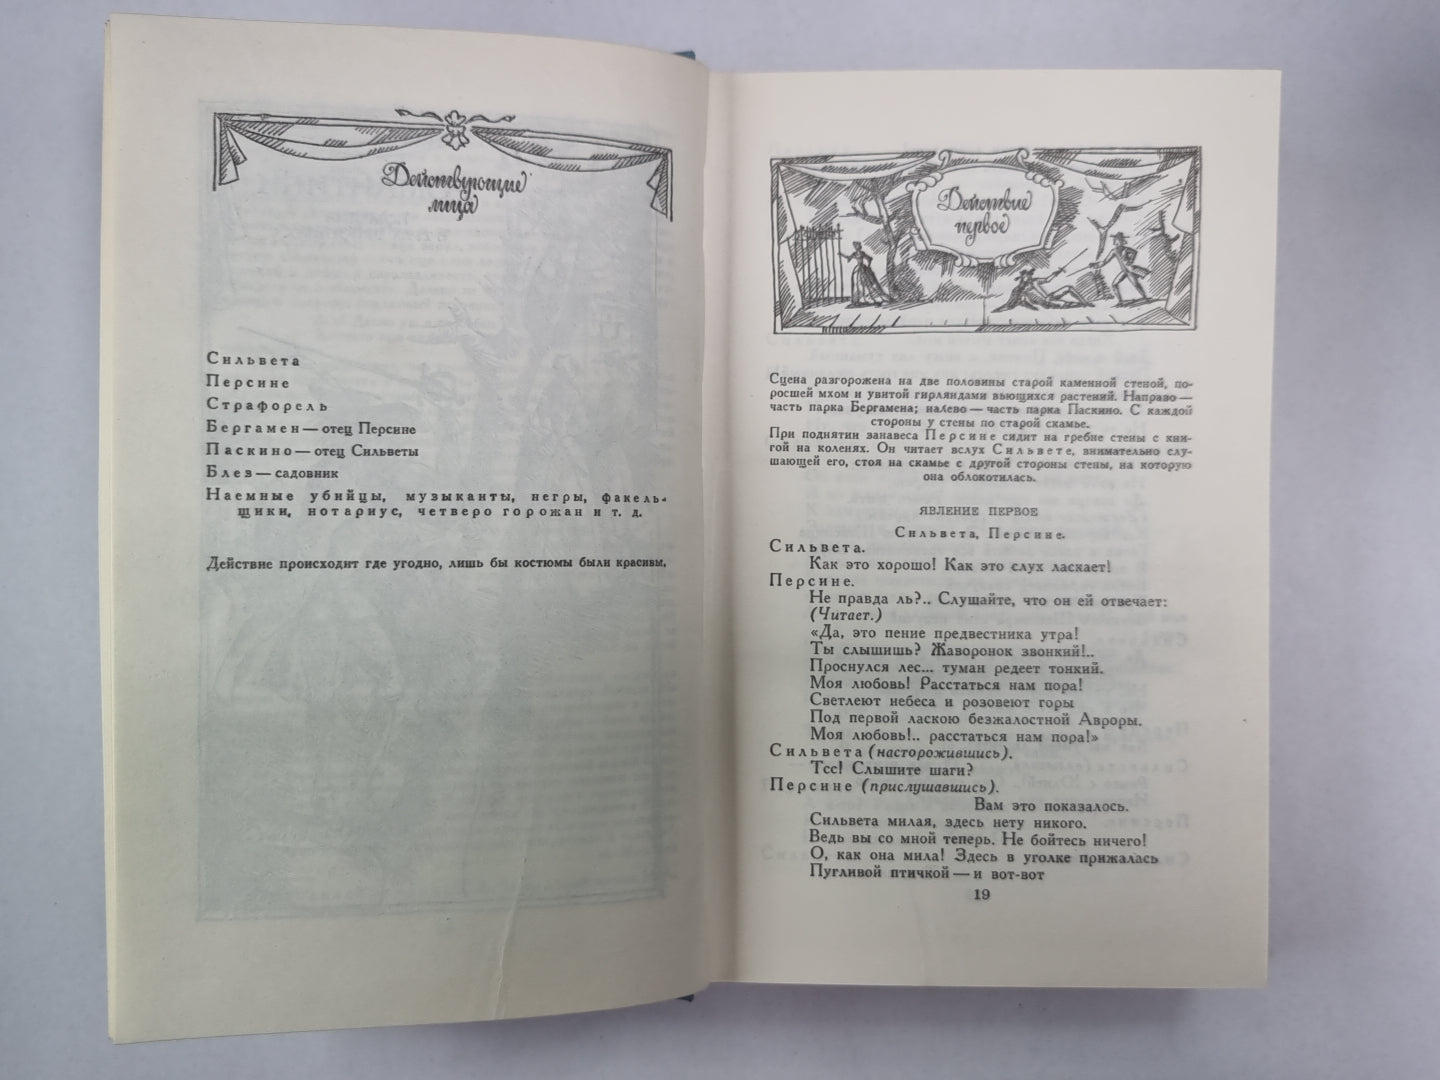 Действующие
лица
Сильвета
Персине
Страфорель
Бергамен — отец Персине
Паскино — отец Сильветы
Блез — садовник
Наемные убийцы, музыканты, негры, факель-
щики, нотариус, четверо горожан и т. д.
Действие происходит где угодно, лишь бы костюмы были красивы.
Действие
первое
Сцена разгорожена на две половины старой каменной стеной, по-
росшей мхом и увитой гирляндами вьющихся растений. Направо —
часть парка Бергамена; налево — часть парка Паскино. С каждой
стороны у стены по старой скамье.
При поднятии занавеса Персине сидит на гребне стены с кни-
гой на коленях. Он читает вслух Сильвете, внимательно слу-
шающей его, стоя на скамье с другой стороны стены, на которую
она облокотилась.
ЯВЛЕНИЕ ПЕРВОЕ
Сильвета, Персине.
Сильвета.
Как это хорошо! Как это слух ласкает!
Персине.
Не правда ль?.. Слушайте, что он ей отвечает:
(Читает.)
«Да, это пение предвестника утра!
Ты слышишь? Жаворонок звонкий!..
Проснулся лес... туман редеет тонкий.
Моя любовь! Расстаться нам пора!
Светлеют небеса и розовеют горы
Под первой ласкою безжалостной Авроры.
Моя любовь!.. расстаться нам пора!»
Сильвета (насторожившись).
Тсс! Слышите шаги?
Персине (прислушавшись).
Вам это показалось.
Сильвета милая, здесь нету никого.
Ведь вы со мной теперь. Не бойтесь ничего!
О, как она мила! Здесь в уголке прижалась
Пугливой птичкой — и вот-вот
19